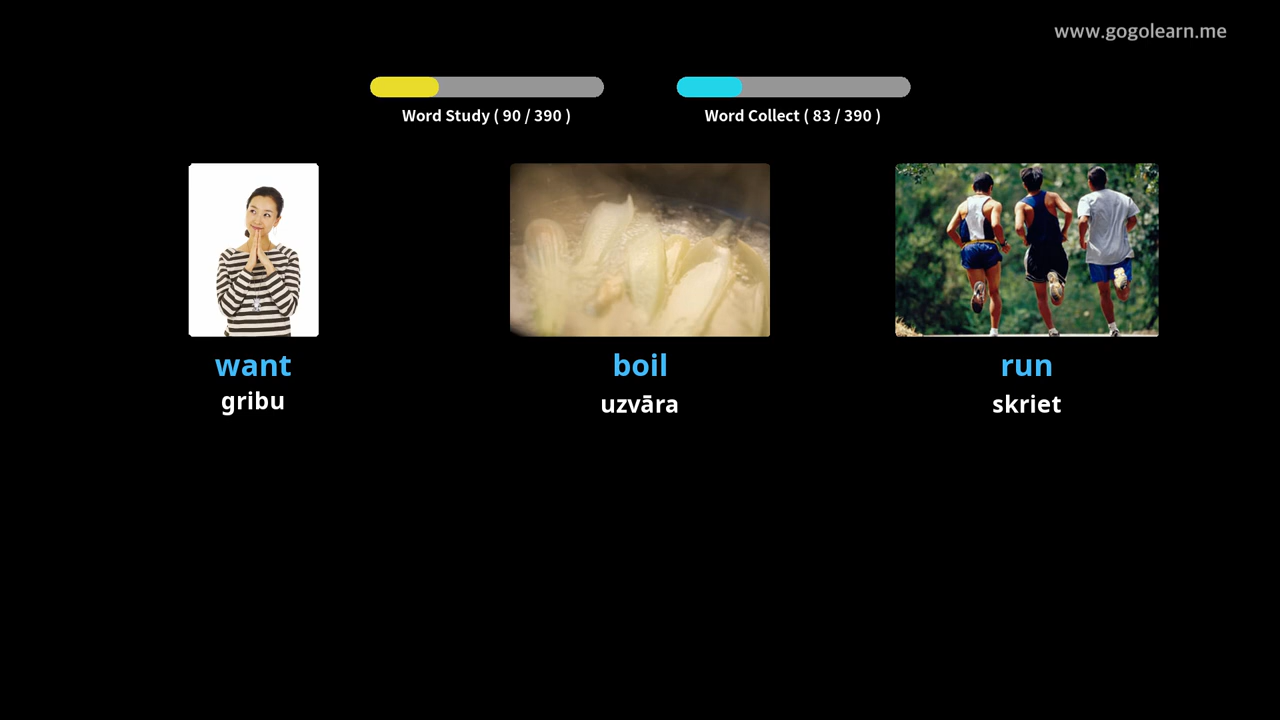 www.gogolearn.me
Word Study ( 90 / 390 )
Word Collect ( 83 / 390 )
want
gribu
boil
uzvāra
run
skriet